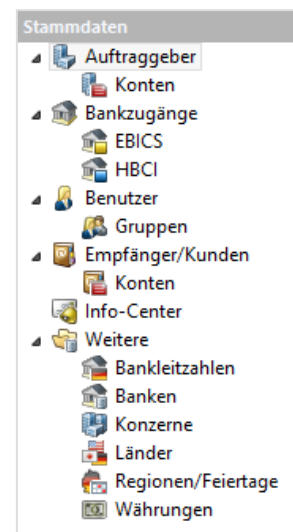 Stammdaten
Auftraggeber
Konten
Bankzugänge
EBICS
HBCI
Benutzer
Gruppen
Empfänger/Kunden
Konten
Info-Center
Weitere
Bankleitzahlen
Banken
Konzerne
Länder
Regionen/Feiertage
Währungen